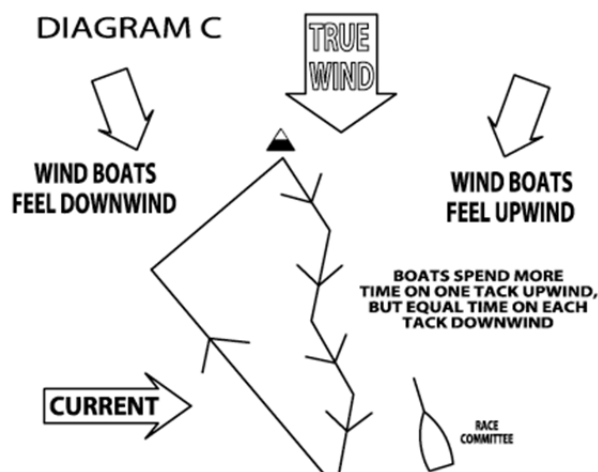 DIAGRAM C
TRUE
WIND
WIND BOATS
FEEL DOWNWIND
WIND BOATS
FEEL UPWIND
BOATS SPEND MORE
TIME ON ONE TACK UPWIND,
BUT EQUAL TIME ON EACH
TACK DOWNWIND
CURRENT
RACE
COMMITTEE